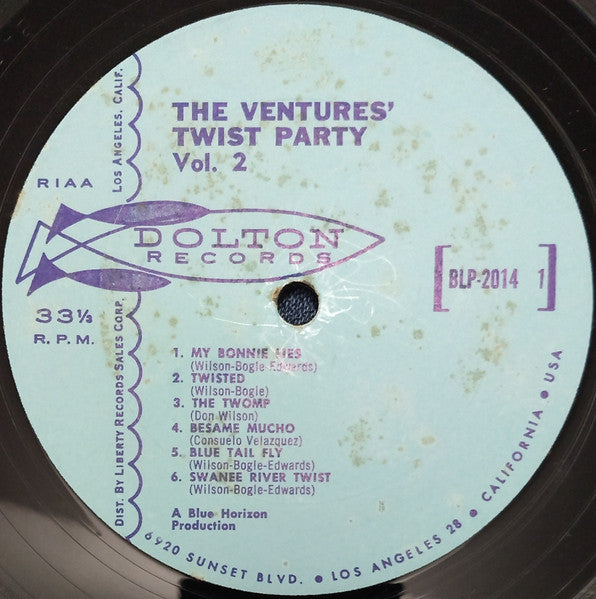 THE VENTURES'
TWIST PARTY
Vol. 2
RIAA
DOLTON
RECORDS
[BLP-2014 1]
33⅓
R.P.M.
1. MY BONNIE LIES
(Wilson-Bogle-Edwards)
2. TWISTED
(Wilson-Bogle)
3. THE TWOMP
(Don Wilson)
4. BESAME MUCHO
(Consuelo Velazquez)
5. BLUE TAIL FLY
(Wilson-Bogle-Edwards)
6. SWANEE RIVER TWIST
(Wilson-Bogle-Edwards)
A Blue Horizon
Production
DIST. BY LIBERTY RECORDS SALES CORP. LOS ANGELES, CALIF.
6920 SUNSET BLVD. ● LOS ANGELES 28 ● CALIFORNIA ● USA